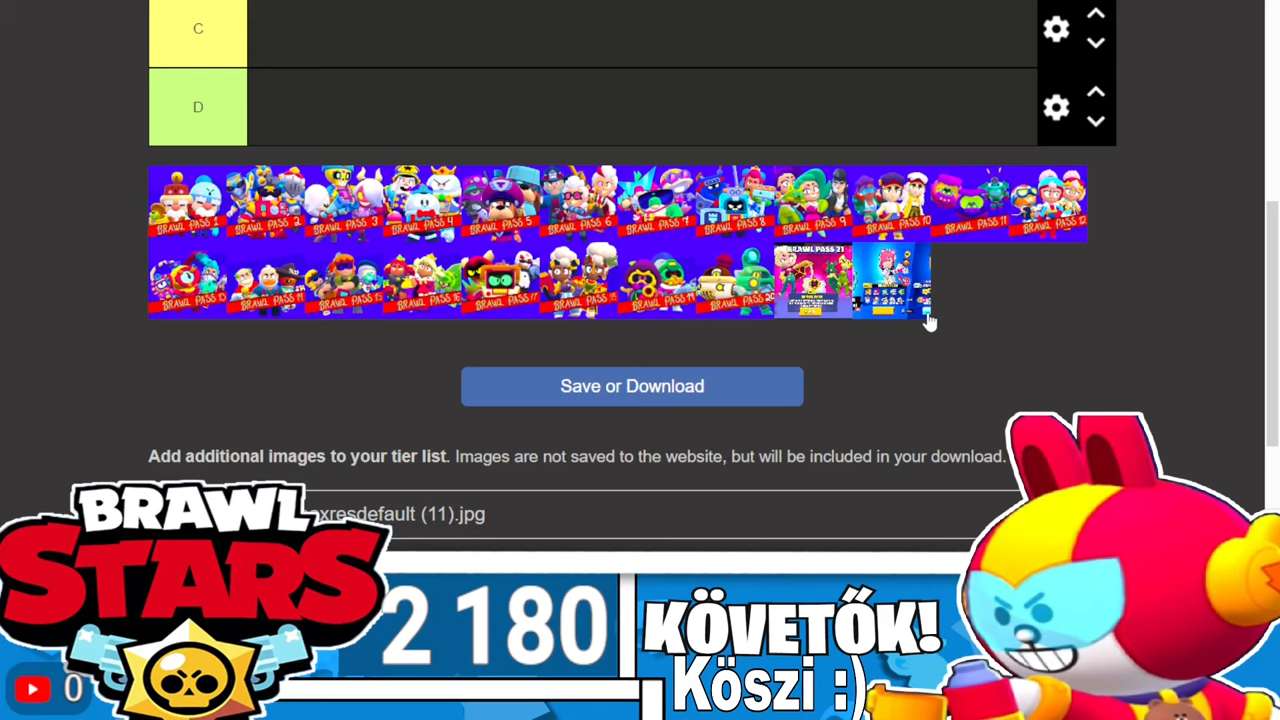 C
D
BRAWL PASS 1 BRAWL PASS 2 BRAWL PASS 3 BRAWL PASS 4 BRAWL PASS 5 BRAWL PASS 6 BRAWL PASS 7 BRAWL PASS 8 BRAWL PASS 9 BRAWL PASS 10 BRAWL PASS 11 BRAWL PASS 12
BRAWL PASS 21
BRAWL PASS 13 BRAWL PASS 14 BRAWL PASS 15 BRAWL PASS 16 BRAWL PASS 17 BRAWL PASS 18 BRAWL PASS 19 BRAWL PASS 20
Save or Download
Add additional images to your tier list. Images are not saved to the website, but will be included in your download.
oxresdefault (11).jpg
BRAWL
STARS
2 180
KÖVETŐK!
Köszi :)
0